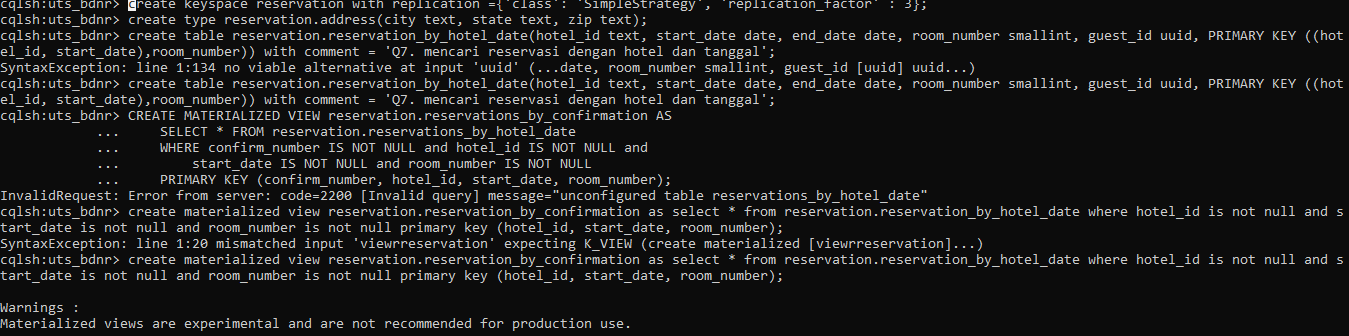 cqlsh:uts_bdnr> create keyspace reservation with replication ={'class': 'SimpleStrategy', 'replication_factor' : 3};
cqlsh:uts_bdnr> create type reservation.address(city text, state text, zip text);
cqlsh:uts_bdnr> create table reservation.reservation_by_hotel_date(hotel_id text, start_date date, end_date date, room_number smallint, guest_id uuid, PRIMARY KEY ((hot
el_id, start_date),room_number)) with comment = 'Q7. mencari reservasi dengan hotel dan tanggal';
SyntaxException: line 1:134 no viable alternative at input 'uuid' (...date, room_number smallint, guest_id [uuid] uuid...)
cqlsh:uts_bdnr> create table reservation.reservation_by_hotel_date(hotel_id text, start_date date, end_date date, room_number smallint, guest_id uuid, PRIMARY KEY ((hot
el_id, start_date),room_number)) with comment = 'Q7. mencari reservasi dengan hotel dan tanggal';
cqlsh:uts_bdnr> CREATE MATERIALIZED VIEW reservation.reservations_by_confirmation AS
... SELECT * FROM reservation.reservations_by_hotel_date
... WHERE confirm_number IS NOT NULL and hotel_id IS NOT NULL and
... start_date IS NOT NULL and room_number IS NOT NULL
... PRIMARY KEY (confirm_number, hotel_id, start_date, room_number);
InvalidRequest: Error from server: code=2200 [Invalid query] message="unconfigured table reservations_by_hotel_date"
cqlsh:uts_bdnr> create materialized view reservation.reservation_by_confirmation as select * from reservation.reservation_by_hotel_date where hotel_id is not null and s
tart_date is not null and room_number is not null primary key (hotel_id, start_date, room_number);
SyntaxException: line 1:20 mismatched input 'viewrreservation' expecting K_VIEW (create materialized [viewrreservation]...)
cqlsh:uts_bdnr> create materialized view reservation.reservation_by_confirmation as select * from reservation.reservation_by_hotel_date where hotel_id is not null and s
tart_date is not null and room_number is not null primary key (hotel_id, start_date, room_number);
Warnings :
Materialized views are experimental and are not recommended for production use.